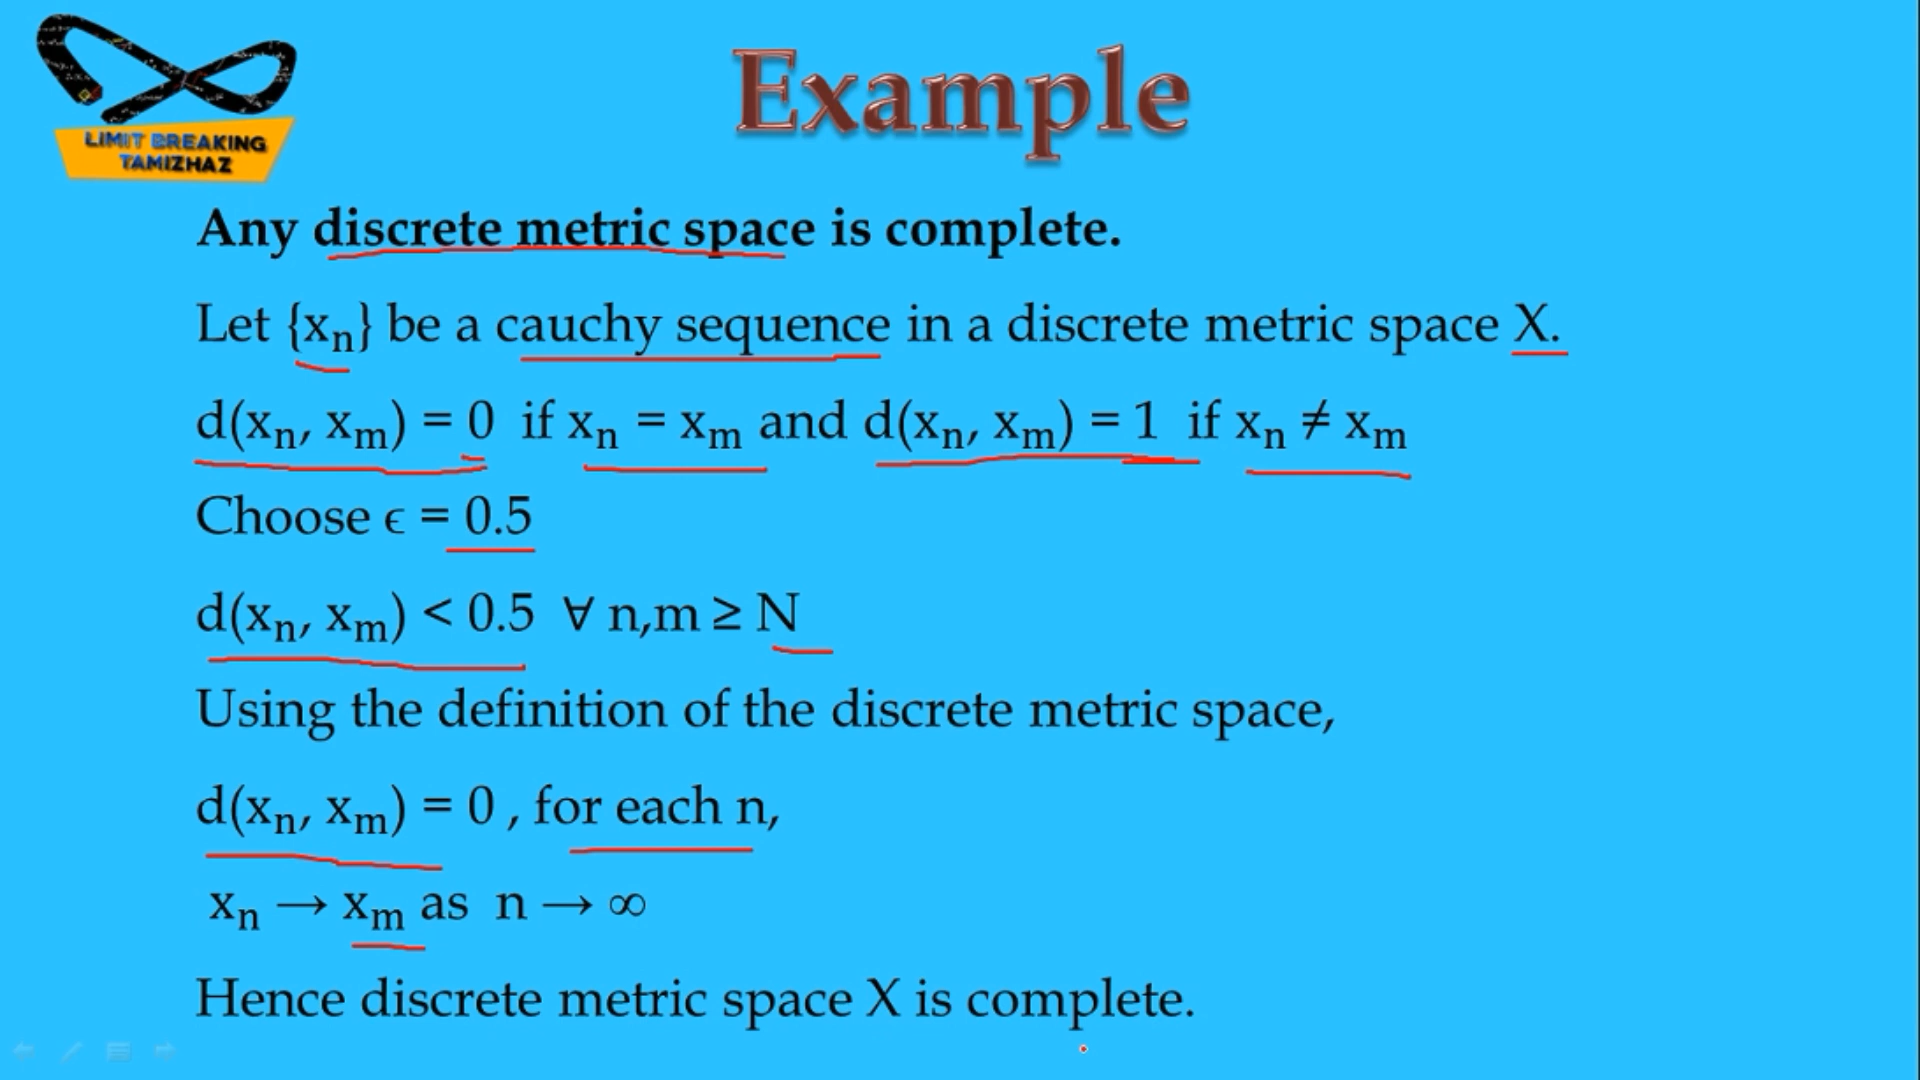 LIMIT BREAKING
TAMIZHAZ
Example
Any discrete metric space is complete.
Let {xₙ} be a cauchy sequence in a discrete metric space X.
d(xₙ, xₘ) = 0 if xₙ = xₘ and d(xₙ, xₘ) = 1 if xₙ ≠ xₘ
Choose ϵ = 0.5
d(xₙ, xₘ) < 0.5 ∀ n,m ≥ N
Using the definition of the discrete metric space,
d(xₙ, xₘ) = 0 , for each n,
xₙ → xₘ as n → ∞
Hence discrete metric space X is complete.